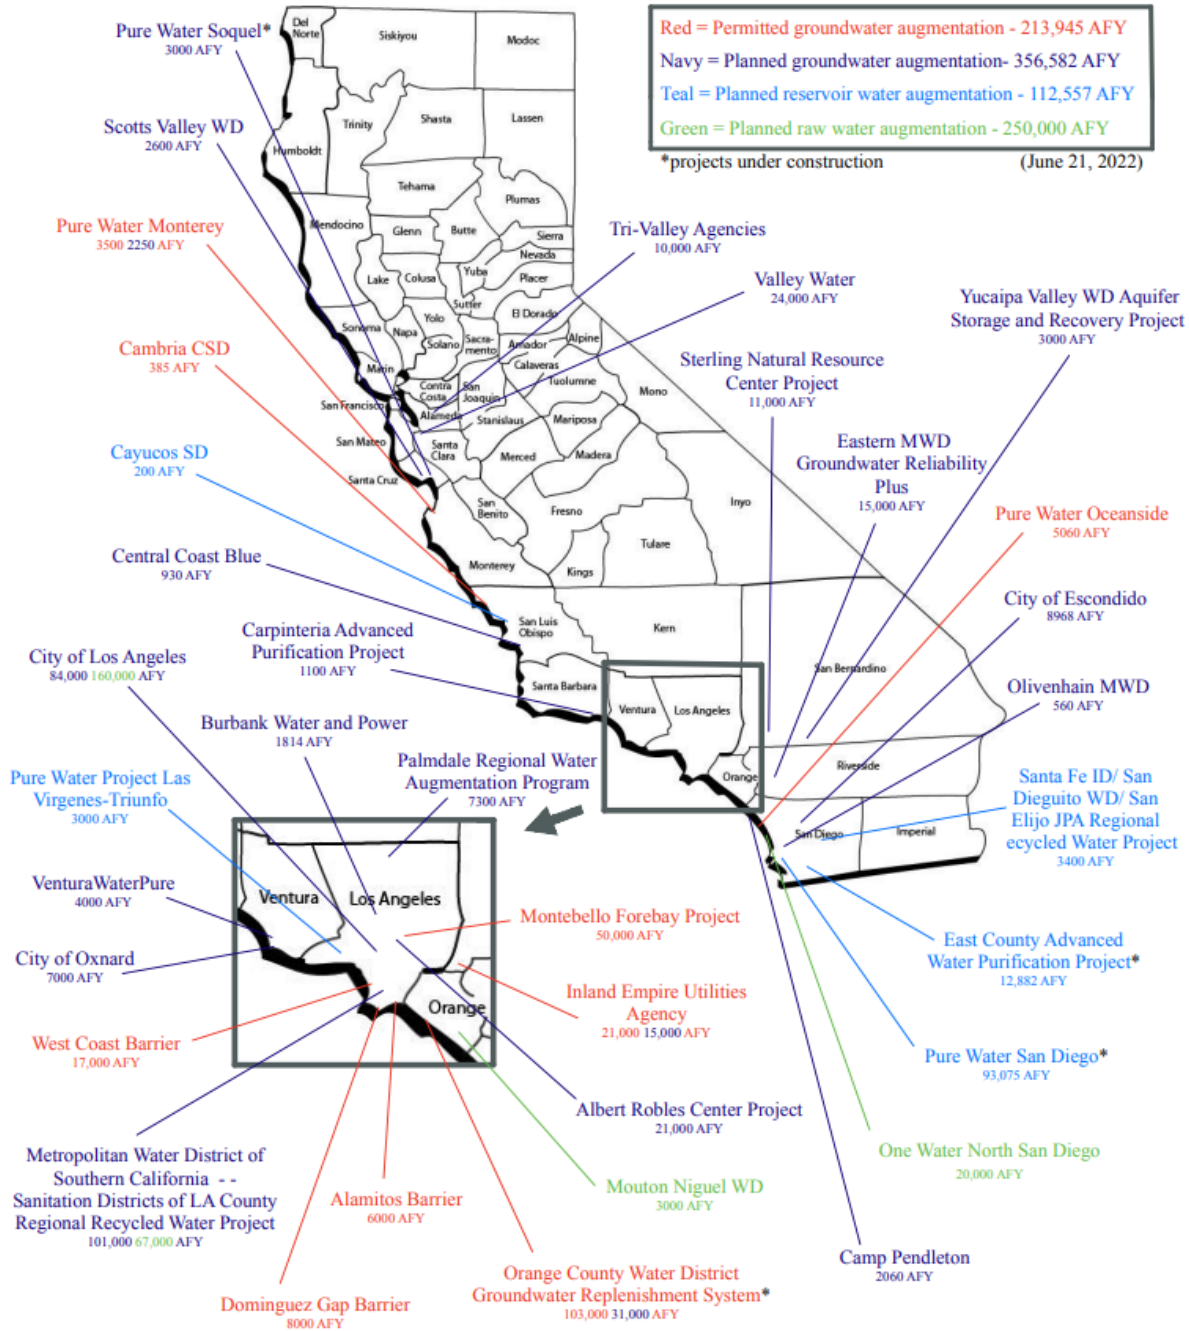 Red = Permitted groundwater augmentation - 213,945 AFY
Navy = Planned groundwater augmentation- 356,582 AFY
Teal = Planned reservoir water augmentation - 112,557 AFY
Green = Planned raw water augmentation - 250,000 AFY
*projects under construction (June 21, 2022)
Pure Water Soquel*
3000 AFY
Scotts Valley WD
2600 AFY
Pure Water Monterey
3500 2250 AFY
Cambria CSD
385 AFY
Cayucos SD
200 AFY
Central Coast Blue
930 AFY
Carpinteria Advanced
Purification Project
1100 AFY
City of Los Angeles
84,000 160,000 AFY
Burbank Water and Power
1814 AFY
Palmdale Regional Water
Augmentation Program
7300 AFY
Pure Water Project Las
Virgenes-Triunfo
3000 AFY
VenturaWaterPure
4000 AFY
City of Oxnard
7000 AFY
West Coast Barrier
17,000 AFY
Metropolitan Water District of
Southern California - -
Sanitation Districts of LA County
Regional Recycled Water Project
101,000 67,000 AFY
Dominguez Gap Barrier
8000 AFY
Alamitos Barrier
6000 AFY
Orange County Water District
Groundwater Replenishment System*
103,000 31,000 AFY
Mouton Niguel WD
3000 AFY
Albert Robles Center Project
21,000 AFY
Inland Empire Utilities
Agency
21,000 15,000 AFY
Montebello Forebay Project
50,000 AFY
Tri-Valley Agencies
10,000 AFY
Valley Water
24,000 AFY
Yucaipa Valley WD Aquifer
Storage and Recovery Project
3000 AFY
Sterling Natural Resource
Center Project
11,000 AFY
Eastern MWD
Groundwater Reliability
Plus
15,000 AFY
Pure Water Oceanside
5060 AFY
City of Escondido
8968 AFY
Olivenhain MWD
560 AFY
Santa Fe ID/ San
Dieguito WD/ San
Elijo JPA Regional
ecycled Water Project
3400 AFY
East County Advanced
Water Purification Project*
12,882 AFY
Pure Water San Diego*
93,075 AFY
One Water North San Diego
20,000 AFY
Camp Pendleton
2060 AFY
Del
Norte
Siskiyou
Modoc
Humboldt
Trinity
Shasta
Lassen
Tehama
Plumas
Mendocino
Glenn
Butte
Sierra
Nevada
Lake
Colusa
Yuba
Placer
Sutter
Sonoma
Napa
Yolo
El Dorado
Solano
Sacra-
mento
Amador
Alpine
Marin
Calaveras
Contra
Costa
San
Joaquin
Tuolumne
Mono
San Francisco
Alameda
Stanislaus
Mariposa
San Mateo
Santa
Clara
Merced
Madera
Santa Cruz
San
Benito
Fresno
Inyo
Monterey
Kings
Tulare
San Luis
Obispo
Kern
San Bernardino
Santa Barbara
Ventura
Los Angeles
Orange
Riverside
San Diego
Imperial
Ventura
Los Angeles
Orange